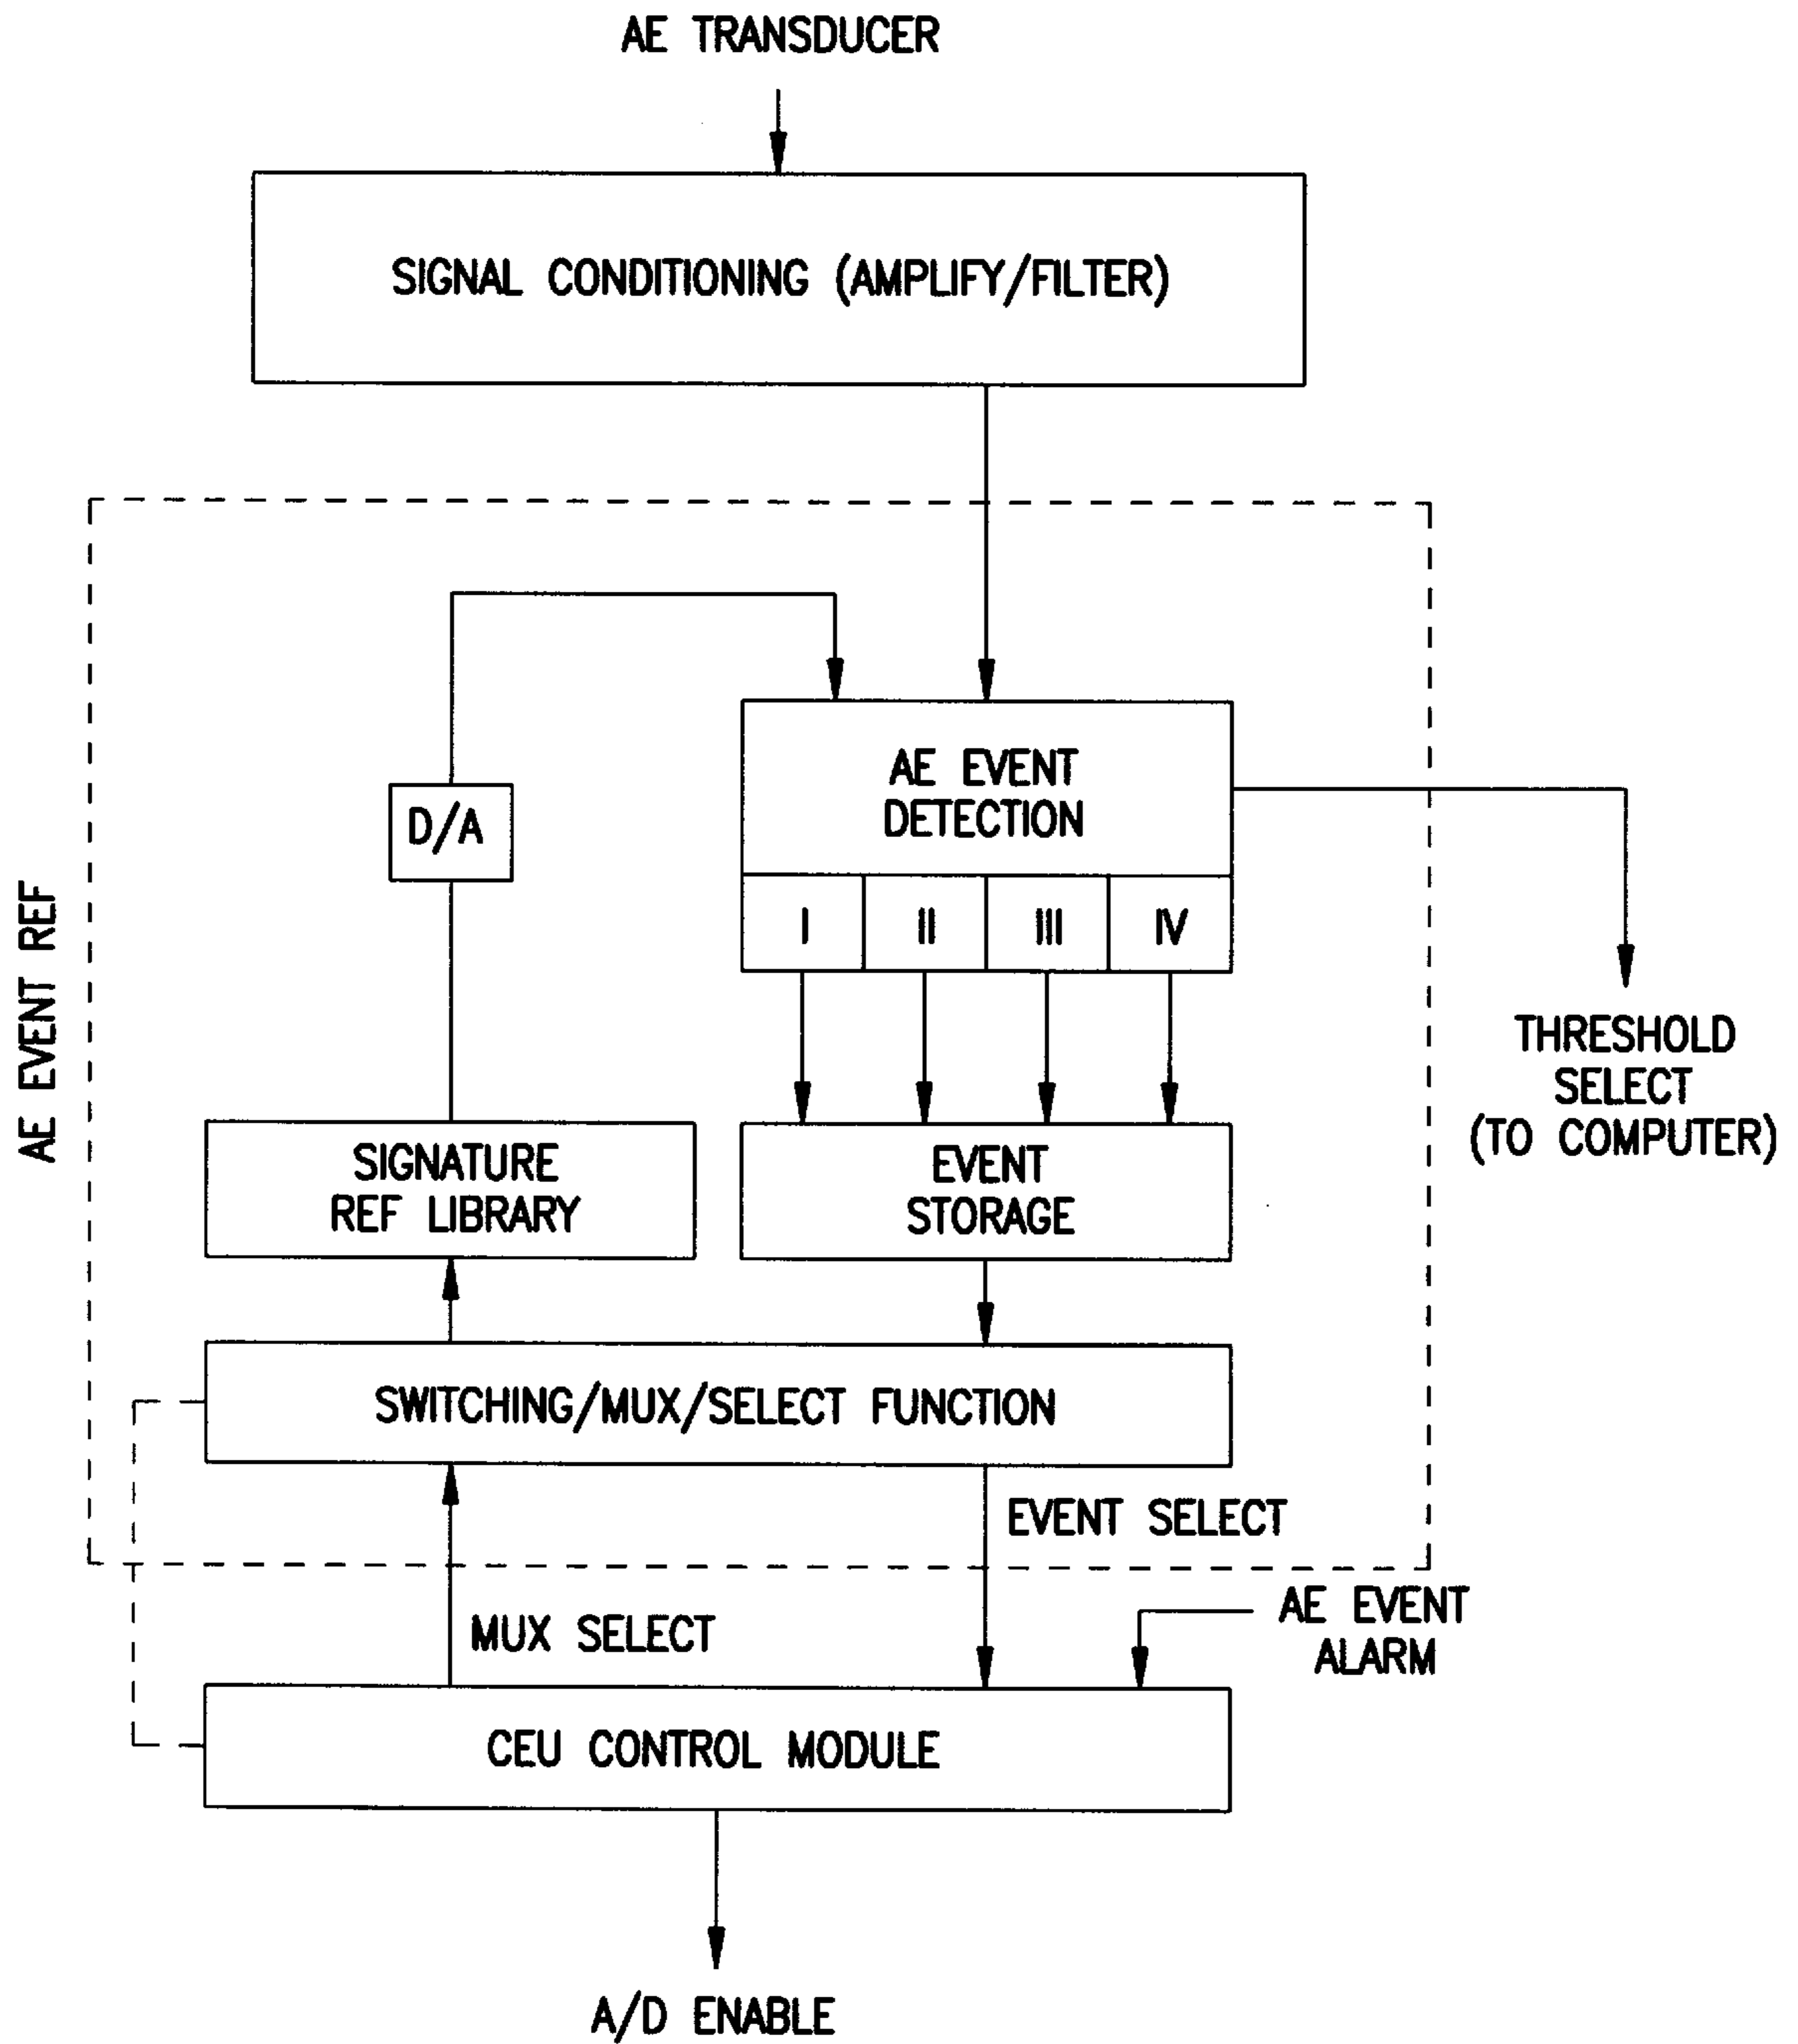 AE TRANSDUCER
SIGNAL CONDITIONING (AMPLIFY/FILTER)
AE EVENT REF
D/A
AE EVENT
DETECTION
I
II
III
IV
THRESHOLD
SELECT
(TO COMPUTER)
SIGNATURE
REF LIBRARY
EVENT
STORAGE
SWITCHING/MUX/SELECT FUNCTION
EVENT SELECT
MUX SELECT
AE EVENT
ALARM
CEU CONTROL MODULE
A/D ENABLE